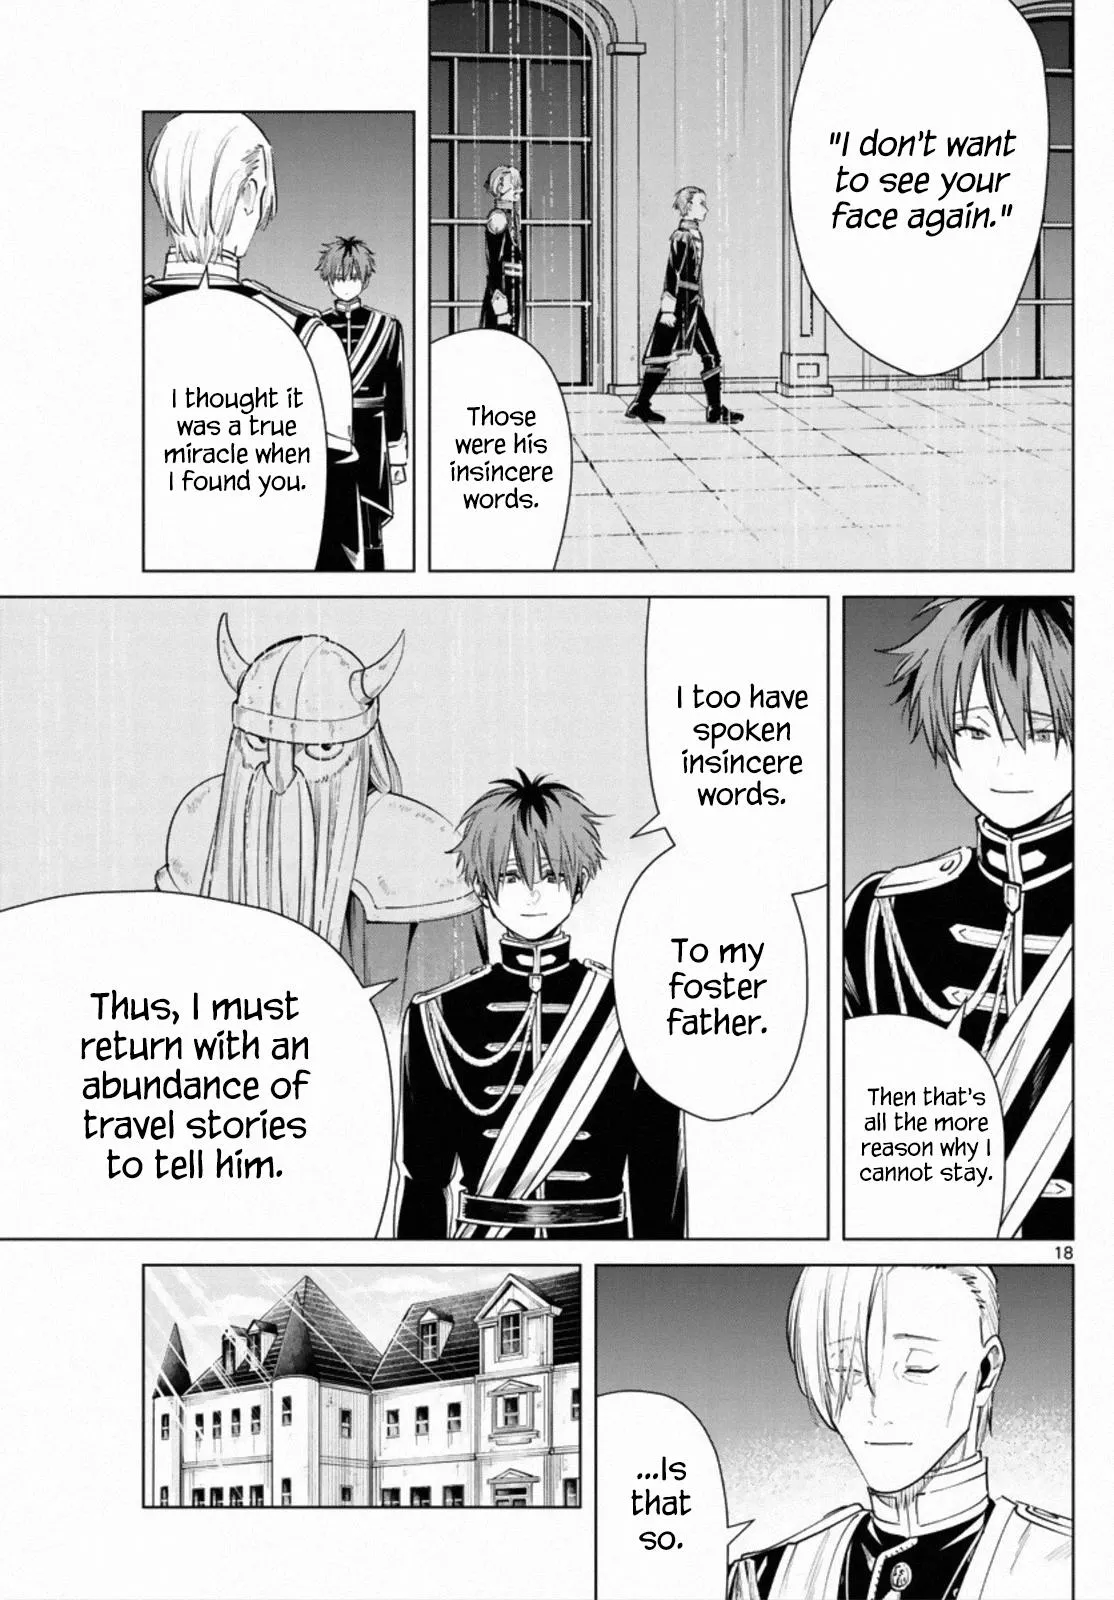 "I don't want
to see your
face again."
Those
were his
insincere
words.
I thought it
was a true
miracle when
I found you.
Then that's
all the more
reason why I
cannot stay.
I too have
spoken
insincere
words.
To my
foster
father.
Thus, I must
return with an
abundance of
travel stories
to tell him.
18
...Is
that
so.